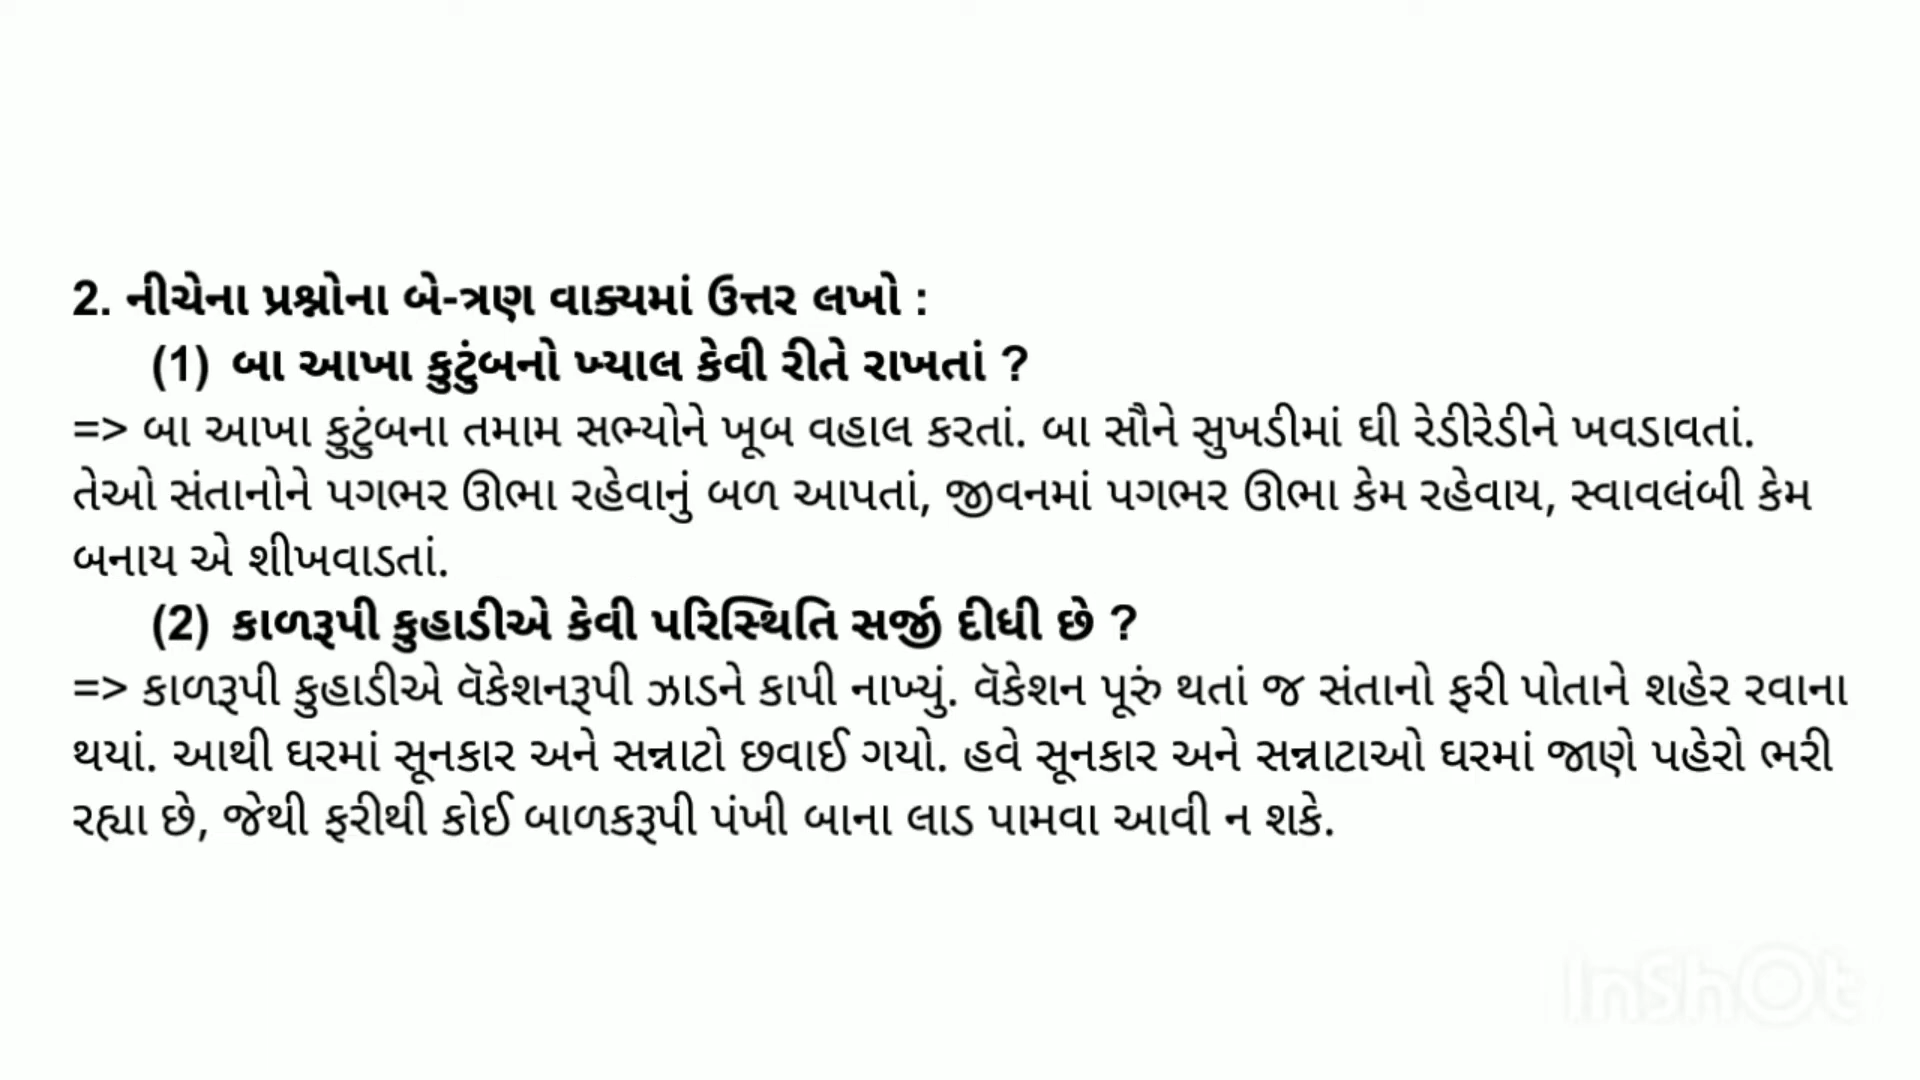 2. નીચેના પ્રશ્નોના બે-ત્રણ વાક્યમાં ઉત્તર લખો :
(1) બા આખા કુટુંબનો ખ્યાલ કેવી રીતે રાખતાં ?
=> બા આખા કુટુંબના તમામ સભ્યોને ખૂબ વહાલ કરતાં. બા સૌને સુખડીમાં ઘી રેડીરેડીને ખવડાવતાં.
તેઓ સંતાનોને પગભર ઊભા રહેવાનું બળ આપતાં, જીવનમાં પગભર ઊભા કેમ રહેવાય, સ્વાવલંબી કેમ
બનાય એ શીખવાડતાં.
(2) કાળરૂપી કુહાડીએ કેવી પરિસ્થિતિ સર્જી દીધી છે ?
=> કાળરૂપી કુહાડીએ વૅકેશનરૂપી ઝાડને કાપી નાખ્યું. વૅકેશન પૂરું થતાં જ સંતાનો ફરી પોતાને શહેર રવાના
થયાં. આથી ઘરમાં સૂનકાર અને સન્નાટો છવાઈ ગયો. હવે સૂનકાર અને સન્નાટાઓ ઘરમાં જાણે પહેરો ભરી
રહ્યા છે, જેથી ફરીથી કોઈ બાળકરૂપી પંખી બાના લાડ પામવા આવી ન શકે.
InShOt